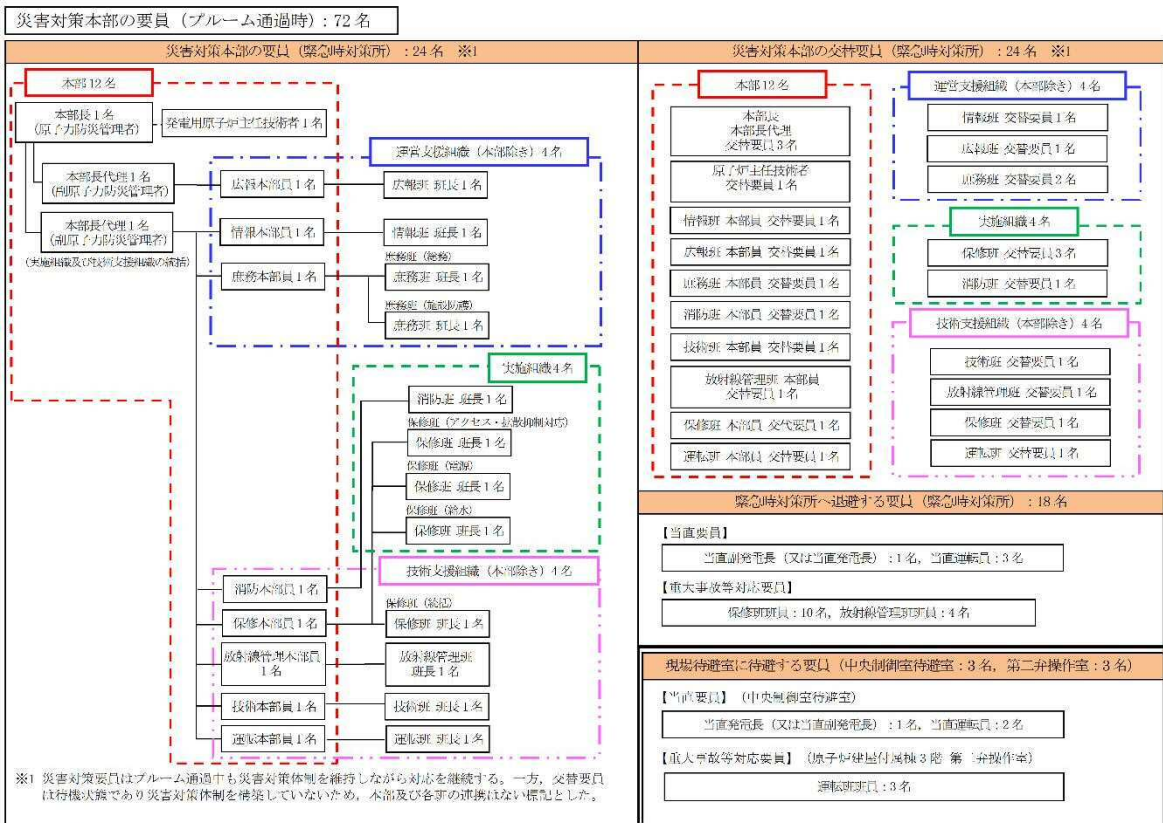 災害対策本部の要員（プルーム通過時）：72名
災害対策本部の要員（緊急時対策所）：24名　※1
本部12名
本部長1名
（原子力防災管理者）
発電用原子炉主任技術者1名
本部長代理1名
（副原子力防災管理者）
本部長代理1名
（副原子力防災管理者）
（実施組織及び技術支援組織の統括）
運営支援組織（本部除き）4名
広報本部員1名
広報班 班長1名
情報本部員1名
情報班 班長1名
庶務本部員1名
庶務班（総務）
庶務班 班長1名
庶務班（施設防護）
庶務班 班長1名
実施組織4名
消防班 班長1名
保修班（アクセス・拡散抑制対応）
保修班 班長1名
保修班（電源）
保修班 班長1名
保修班（給水）
保修班 班長1名
技術支援組織（本部除き）4名
消防本部員1名
保修本部員1名
保修班（統括）
保修班 班長1名
放射線管理本部員
1名
放射線管理班
班長1名
技術本部員1名
技術班 班長1名
運転本部員1名
運転班 班長1名
※1 災害対策要員はプルーム通過中も災害対策体制を維持しながら対応を継続する。一方，交替要員
は待機状態であり災害対策体制を構築していないため，本部及び各班の連携はない標記とした。
災害対策本部の交替要員（緊急時対策所）：24名　※1
本部12名
本部長
本部長代理
交替要員3名
原子炉主任技術者
交替要員1名
情報班 本部員 交替要員1名
広報班 本部員 交替要員1名
庶務班 本部員 交替要員1名
消防班 本部員 交替要員1名
技術班 本部員 交替要員1名
放射線管理班 本部員
交替要員1名
保修班 本部員 交代要員1名
運転班 本部員 交替要員1名
運営支援組織（本部除き）4名
情報班 交替要員1名
広報班 交替要員1名
庶務班 交替要員2名
実施組織4名
保修班 交替要員3名
消防班 交替要員1名
技術支援組織（本部除き）4名
技術班 交替要員1名
放射線管理班 交替要員1名
保修班 交替要員1名
運転班 交替要員1名
緊急時対策所へ退避する要員（緊急時対策所）：18名
【当直要員】
当直副発電長（又は当直発電長）：1名，当直運転員：3名
【重大事故等対応要員】
保修班班員：10名，放射線管理班班員：4名
現場待避室に待避する要員（中央制御室待避室：3名，第二弁操作室：3名）
【当直要員】（中央制御室待避室）
当直発電長（又は当直副発電長）：1名，当直運転員：2名
【重大事故等対応要員】（原子炉建屋付属棟3階 第二弁操作室）
運転班班員：3名